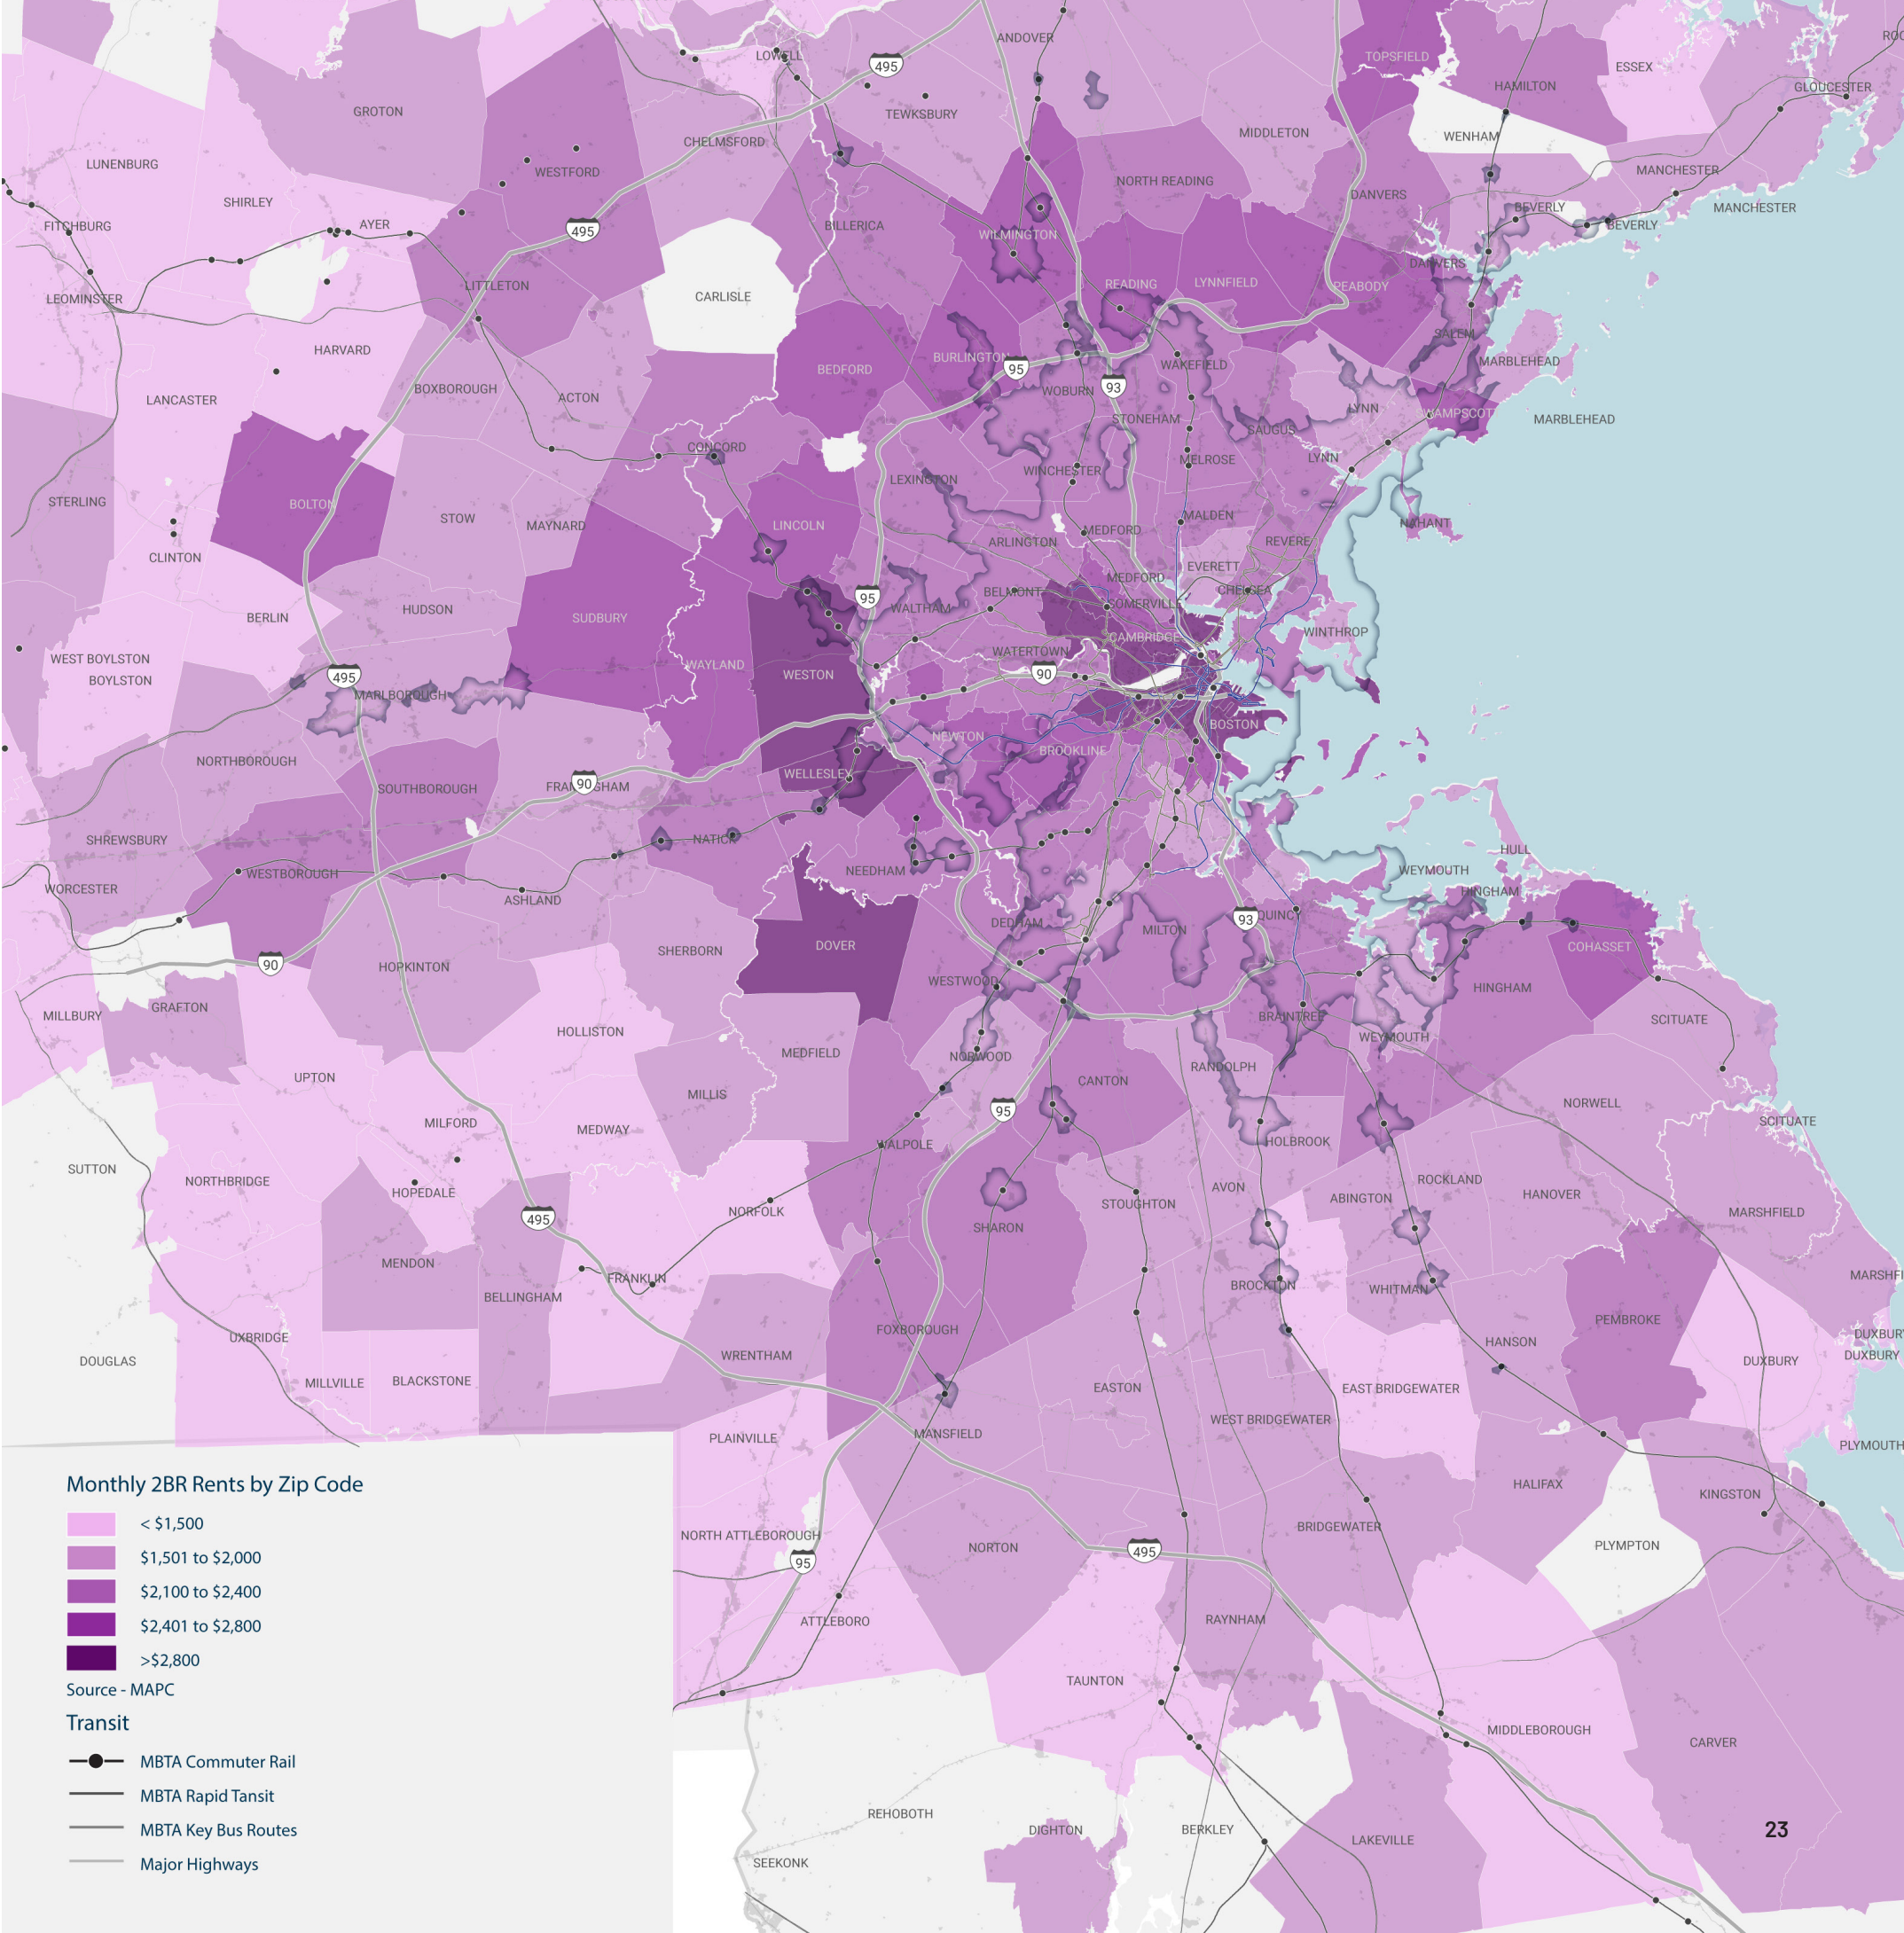 ANDOVER
TOPSFIELD
ESSEX
LOWELL
495
HAMILTON
GLOUCESTER
GROTON
TEWKSBURY
CHELMSFORD
MIDDLETON
WENHAM
LUNENBURG
WESTFORD
NORTH READING
MANCHESTER
SHIRLEY
DANVERS
BEVERLY
MANCHESTER
FITCHBURG
AYER
495
BILLERICA
WILMINGTON
BEVERLY
DANVERS
LEOMINSTER
LITTLETON
CARLISLE
READING
LYNNFIELD
PEABODY
SALEM
HARVARD
BURLINGTON
MARBLEHEAD
BEDFORD
95
WAKEFIELD
93
BOXBOROUGH
WOBURN
LANCASTER
ACTON
STONEHAM
LYNN
SWAMPSCOTT
MARBLEHEAD
CONCORD
SAUGUS
LYNN
MELROSE
WINCHESTER
LEXINGTON
STERLING
BOLTON
STOW
MAYNARD
LINCOLN
MALDEN
NAHANT
MEDFORD
ARLINGTON
REVERE
CLINTON
EVERETT
MEDFORD
CHELSEA
BELMONT
95
WALTHAM
SOMERVILLE
BERLIN
HUDSON
SUDBURY
WINTHROP
CAMBRIDGE
WATERTOWN
WEST BOYLSTON
BOYLSTON
WAYLAND
WESTON
90
495
MARLBOROUGH
BOSTON
NEWTON
BROOKLINE
NORTHBOROUGH
WELLESLEY
SOUTHBOROUGH
FRAMINGHAM
90
SHREWSBURY
NATICK
HULL
WESTBOROUGH
NEEDHAM
WEYMOUTH
WORCESTER
HINGHAM
ASHLAND
QUINCY
93
DEDHAM
MILTON
DOVER
SHERBORN
COHASSET
90
HOPKINTON
WESTWOOD
HINGHAM
GRAFTON
MILLBURY
BRAINTREE
SCITUATE
HOLLISTON
WEYMOUTH
MEDFIELD
NORWOOD
RANDOLPH
UPTON
CANTON
MILLIS
95
NORWELL
MILFORD
MEDWAY
SCITUATE
WALPOLE
HOLBROOK
SUTTON
NORTHBRIDGE
HOPEDALE
AVON
ROCKLAND
ABINGTON
HANOVER
STOUGHTON
NORFOLK
MARSHFIELD
495
SHARON
MENDON
FRANKLIN
MARSHFI
BROCKTON
WHITMAN
BELLINGHAM
PEMBROKE
FOXBOROUGH
UXBRIDGE
HANSON
DUXBURY
DUXBURY
WRENTHAM
DOUGLAS
DUXBURY
MILLVILLE
BLACKSTONE
EASTON
EAST BRIDGEWATER
WEST BRIDGEWATER
PLAINVILLE
MANSFIELD
PLYMOUTH
HALIFAX
KINGSTON
BRIDGEWATER
NORTH ATTLEBOROUGH
NORTON
495
PLYMPTON
95
ATTLEBORO
RAYNHAM
TAUNTON
MIDDLEBOROUGH
CARVER
REHOBOTH
DIGHTON
BERKLEY
LAKEVILLE
SEEKONK
Monthly 2BR Rents by Zip Code
< $1,500
$1,501 to $2,000
$2,100 to $2,400
$2,401 to $2,800
>$2,800
Source - MAPC
Transit
MBTA Commuter Rail
MBTA Rapid Tansit
MBTA Key Bus Routes
Major Highways
23